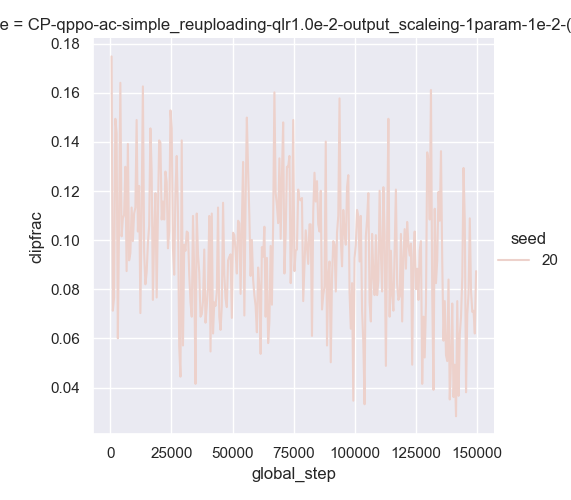 e = CP-qppo-ac-simple_reuploading-qlr1.0e-2-output_scaleing-1param-1e-2-(
0.18
0.16
0.14
0.12
0.10
0.08
0.06
0.04
dipfrac
0 25000 50000 75000 100000 125000 150000
global_step
seed
20